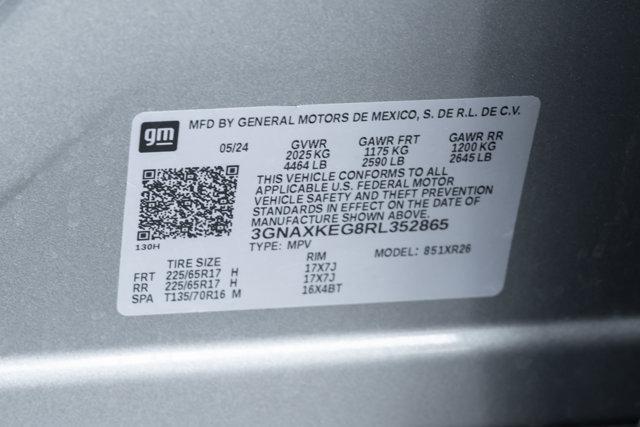 gm MFD BY GENERAL MOTORS DE MEXICO, S. DE R.L. DE C.V.
05/24 GVWR GAWR FRT GAWR RR
2025 KG 1175 KG 1200 KG
4464 LB 2590 LB 2645 LB
THIS VEHICLE CONFORMS TO ALL
APPLICABLE U.S. FEDERAL MOTOR
VEHICLE SAFETY AND THEFT PREVENTION
STANDARDS IN EFFECT ON THE DATE OF
MANUFACTURE SHOWN ABOVE.
3GNAXKEG8RL352865
130H
TYPE: MPV MODEL: 851XR26
TIRE SIZE RIM
FRT 225/65R17 H 17X7J
RR 225/65R17 H 17X7J
SPA T135/70R16 M 16X4BT